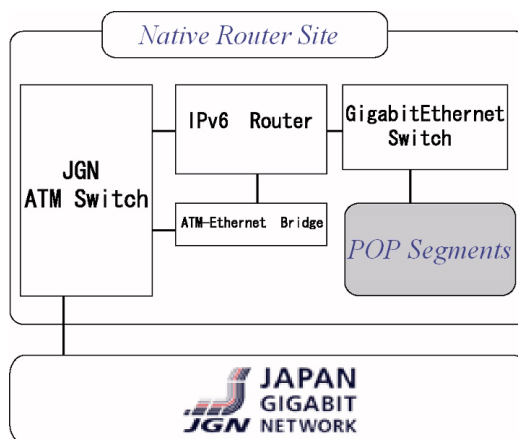 Native Router Site
JGN
ATM Switch
IPv6 Router
GigabitEthernet
Switch
ATM-Ethernet Bridge
POP Segments
JGN
JAPAN
GIGABIT
NETWORK